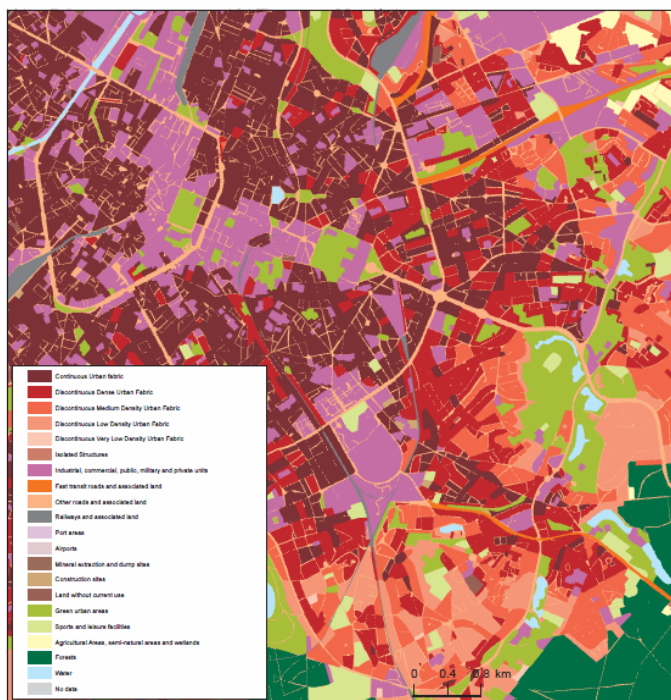 Continuous Urban fabric
Discontinuous Dense Urban Fabric
Discontinuous Medium Density Urban Fabric
Discontinuous Low Density Urban Fabric
Discontinuous Very Low Density Urban Fabric
Isolated Structures
Industrial, commercial, public, military and private units
Fast transit roads and associated land
Other roads and associated land
Railways and associated land
Port areas
Airports
Mineral extraction and dump sites
Construction sites
Land without current use
Green urban areas
Sports and leisure facilities
Agricultural Areas, semi-natural areas and wetlands
Forests
Water
No data
0 0.4 0.8 km